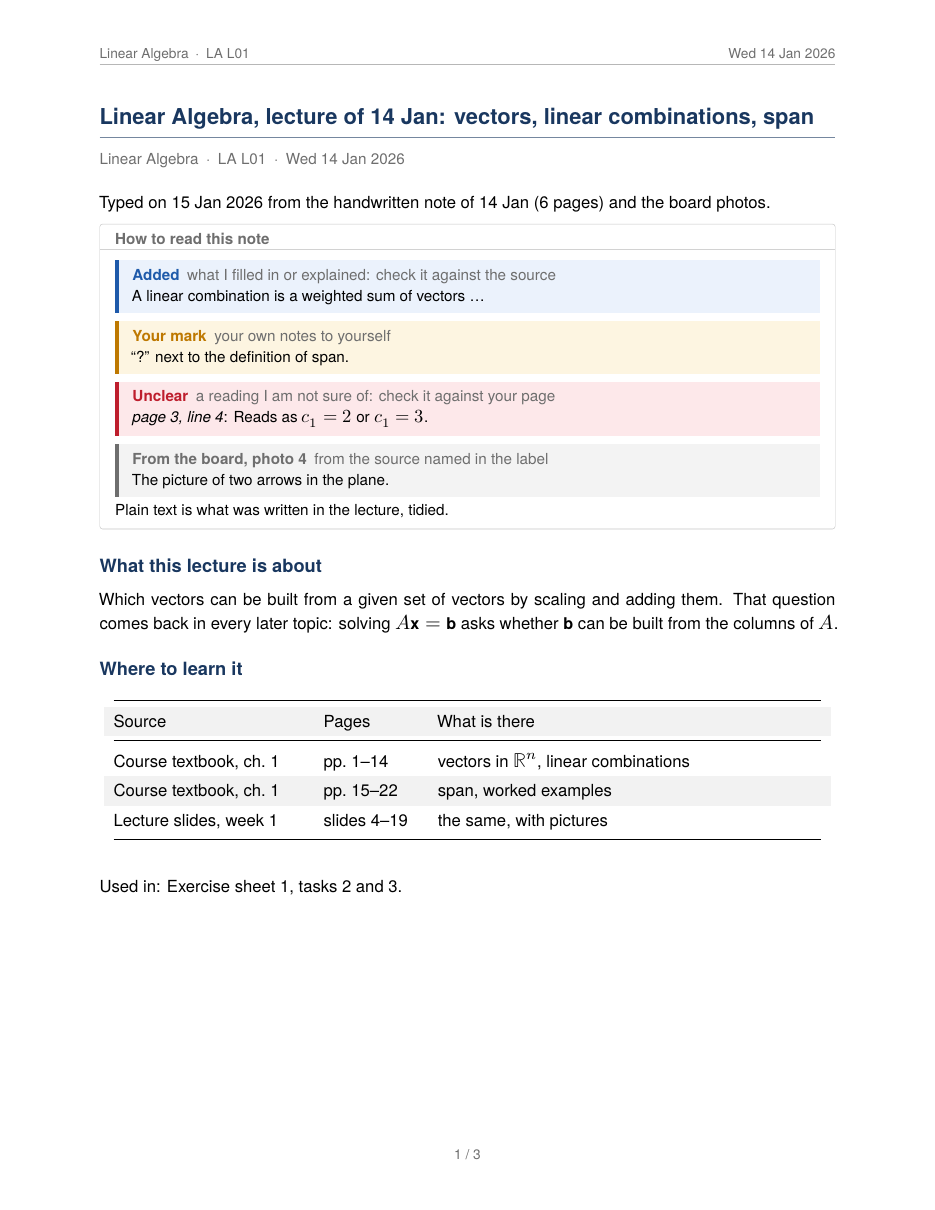 Linear Algebra · LA L01
Wed 14 Jan 2026
Linear Algebra, lecture of 14 Jan: vectors, linear combinations, span
Linear Algebra · LA L01 · Wed 14 Jan 2026
Typed on 15 Jan 2026 from the handwritten note of 14 Jan (6 pages) and the board photos.
How to read this note
Added what I filled in or explained: check it against the source
A linear combination is a weighted sum of vectors …
Your mark your own notes to yourself
“?” next to the definition of span.
Unclear a reading I am not sure of: check it against your page
page 3, line 4: Reads as c₁ = 2 or c₁ = 3.
From the board, photo 4 from the source named in the label
The picture of two arrows in the plane.
Plain text is what was written in the lecture, tidied.
What this lecture is about
Which vectors can be built from a given set of vectors by scaling and adding them. That question
comes back in every later topic: solving Ax = b asks whether b can be built from the columns of A.
Where to learn it
Source Pages What is there
Course textbook, ch. 1 pp. 1–14 vectors in ℝⁿ, linear combinations
Course textbook, ch. 1 pp. 15–22 span, worked examples
Lecture slides, week 1 slides 4–19 the same, with pictures
Used in: Exercise sheet 1, tasks 2 and 3.
1 / 3